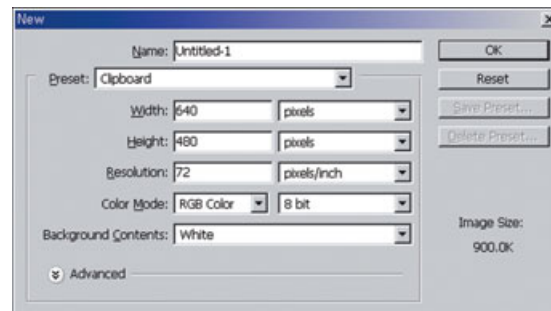 New
Name: Untitled-1
OK
Preset: Clipboard
Reset
Width: 640 pixels
Save Preset...
Height: 480 pixels
Delete Preset...
Resolution: 72 pixels/inch
Color Mode: RGB Color 8 bit
Background Contents: White
Image Size:
900.0K
Advanced